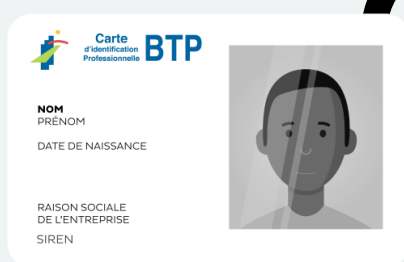 Carte
d'identification
Professionnelle
BTP
NOM
PRÉNOM
DATE DE NAISSANCE
RAISON SOCIALE
DE L'ENTREPRISE
SIREN